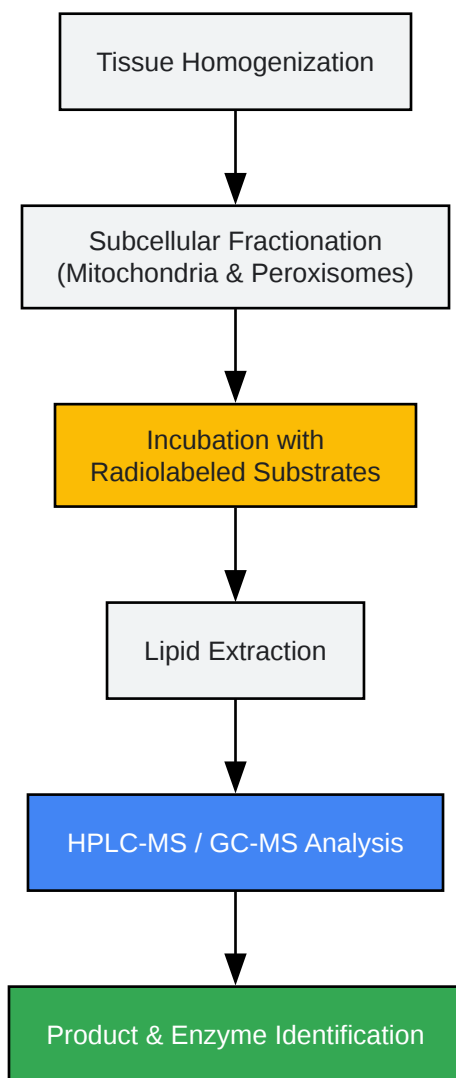 Tissue Homogenization
Subcellular Fractionation
(Mitochondria & Peroxisomes)
Incubation with
Radiolabeled Substrates
Lipid Extraction
HPLC-MS / GC-MS Analysis
Product & Enzyme Identification